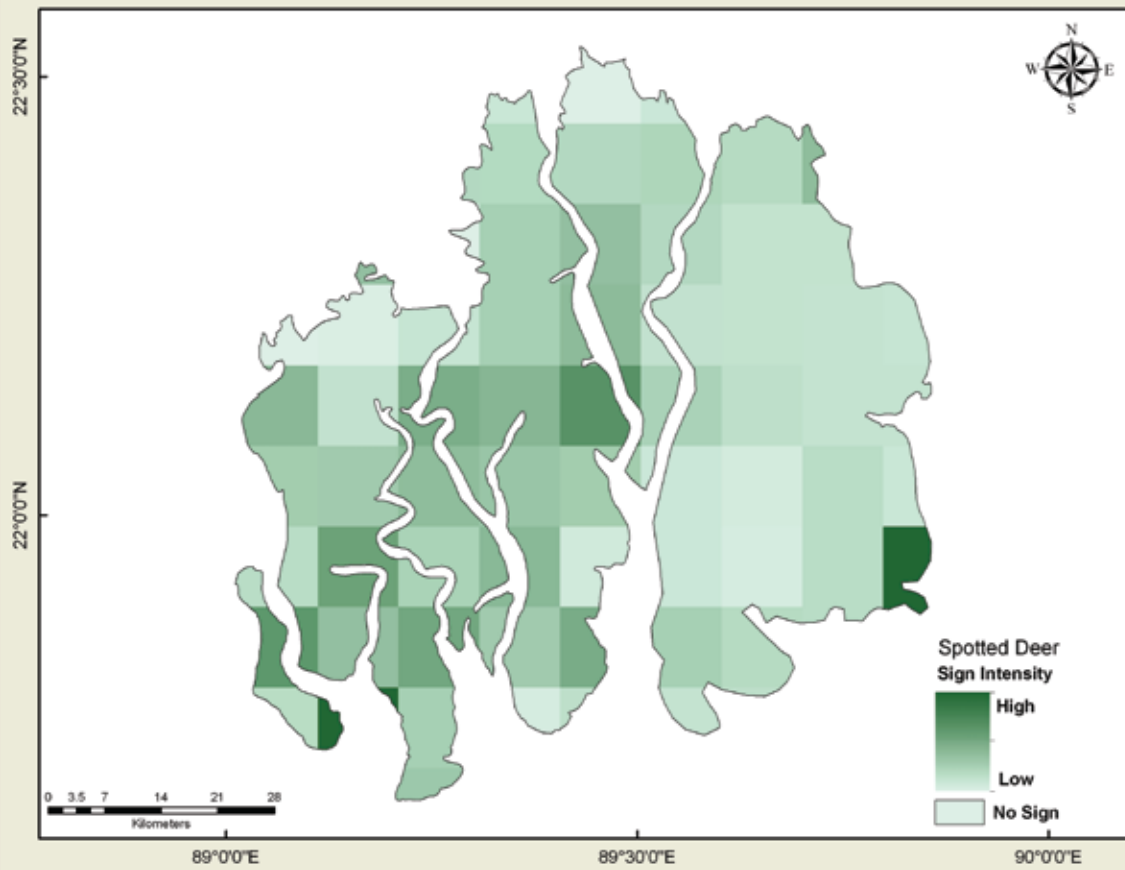 N
W E
S
22°30'0"N
22°0'0"N
Spotted Deer
Sign Intensity
High
Low
No Sign
0 3.5 7 14 21 28
Kilometers
89°0'0"E 89°30'0"E 90°0'0"E